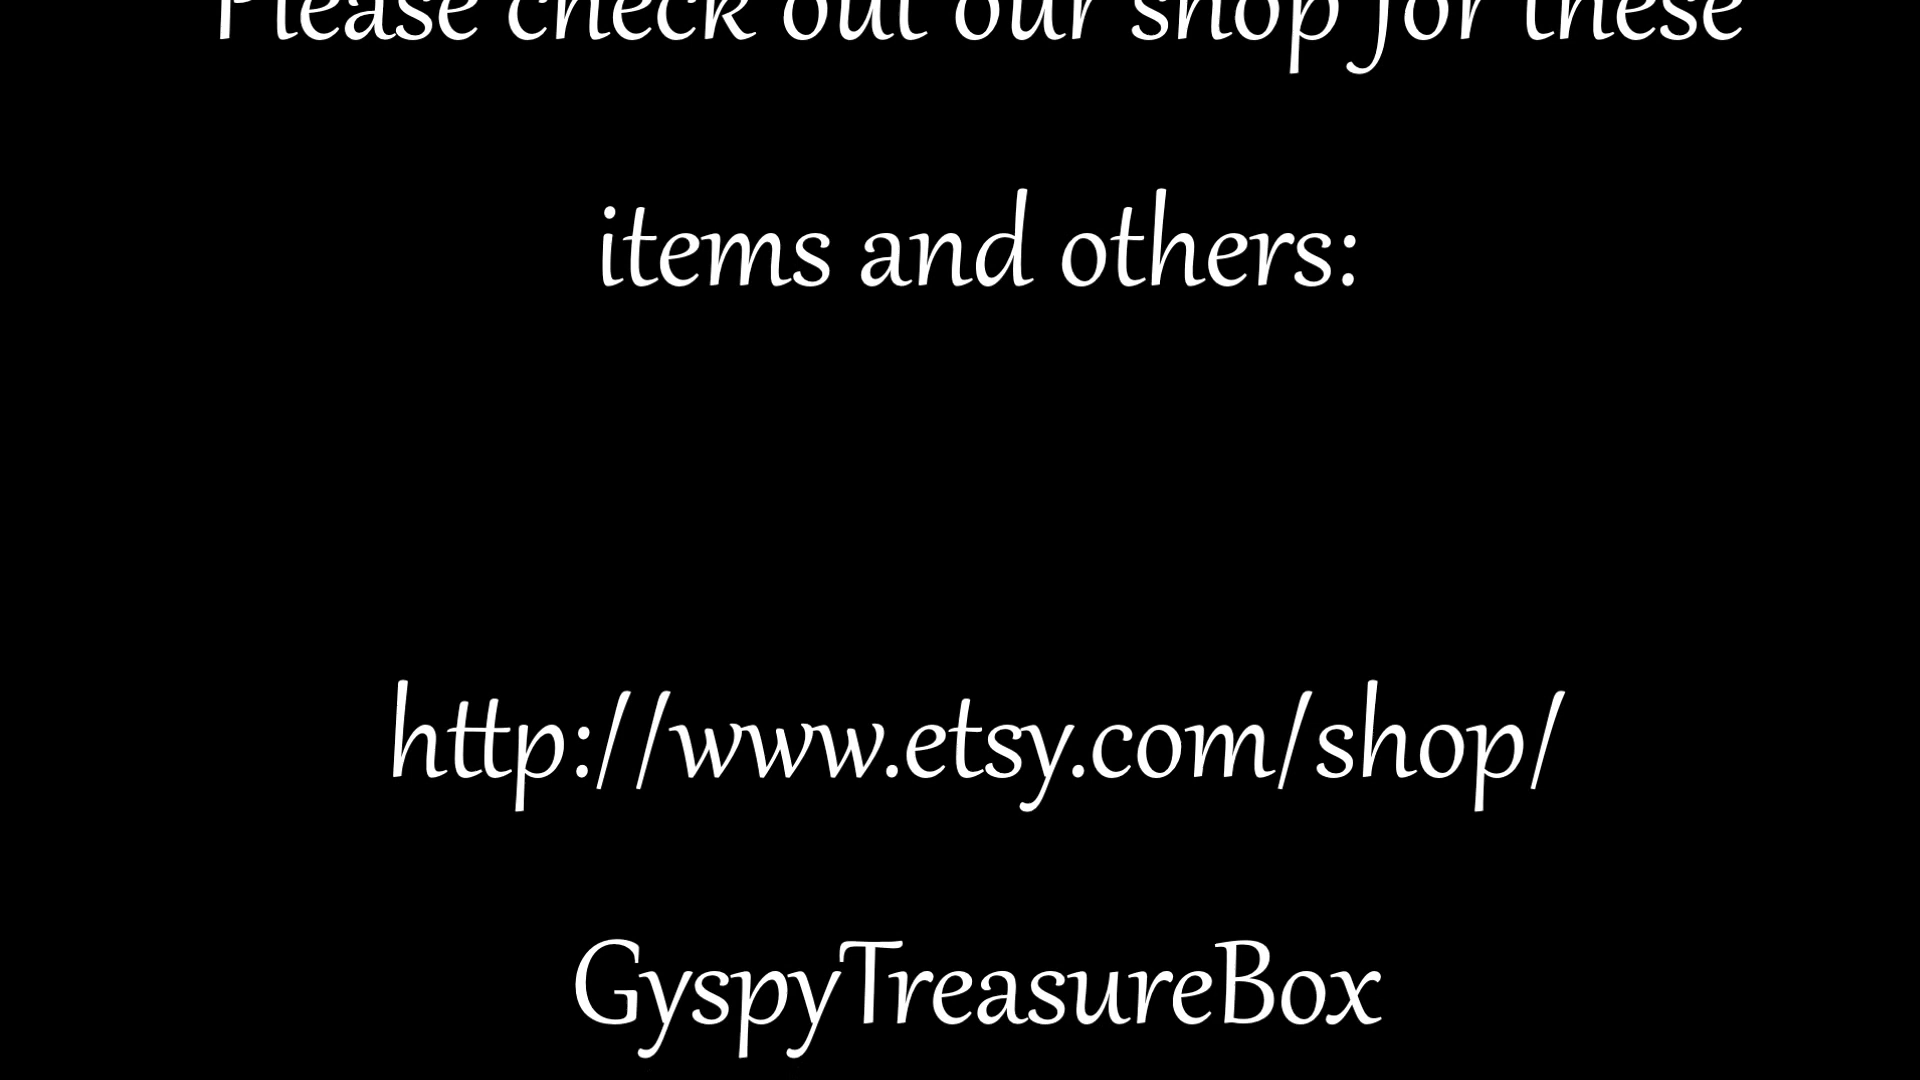 Please check out our shop for these
items and others:
http://www.etsy.com/shop/
GyspyTreasureBox